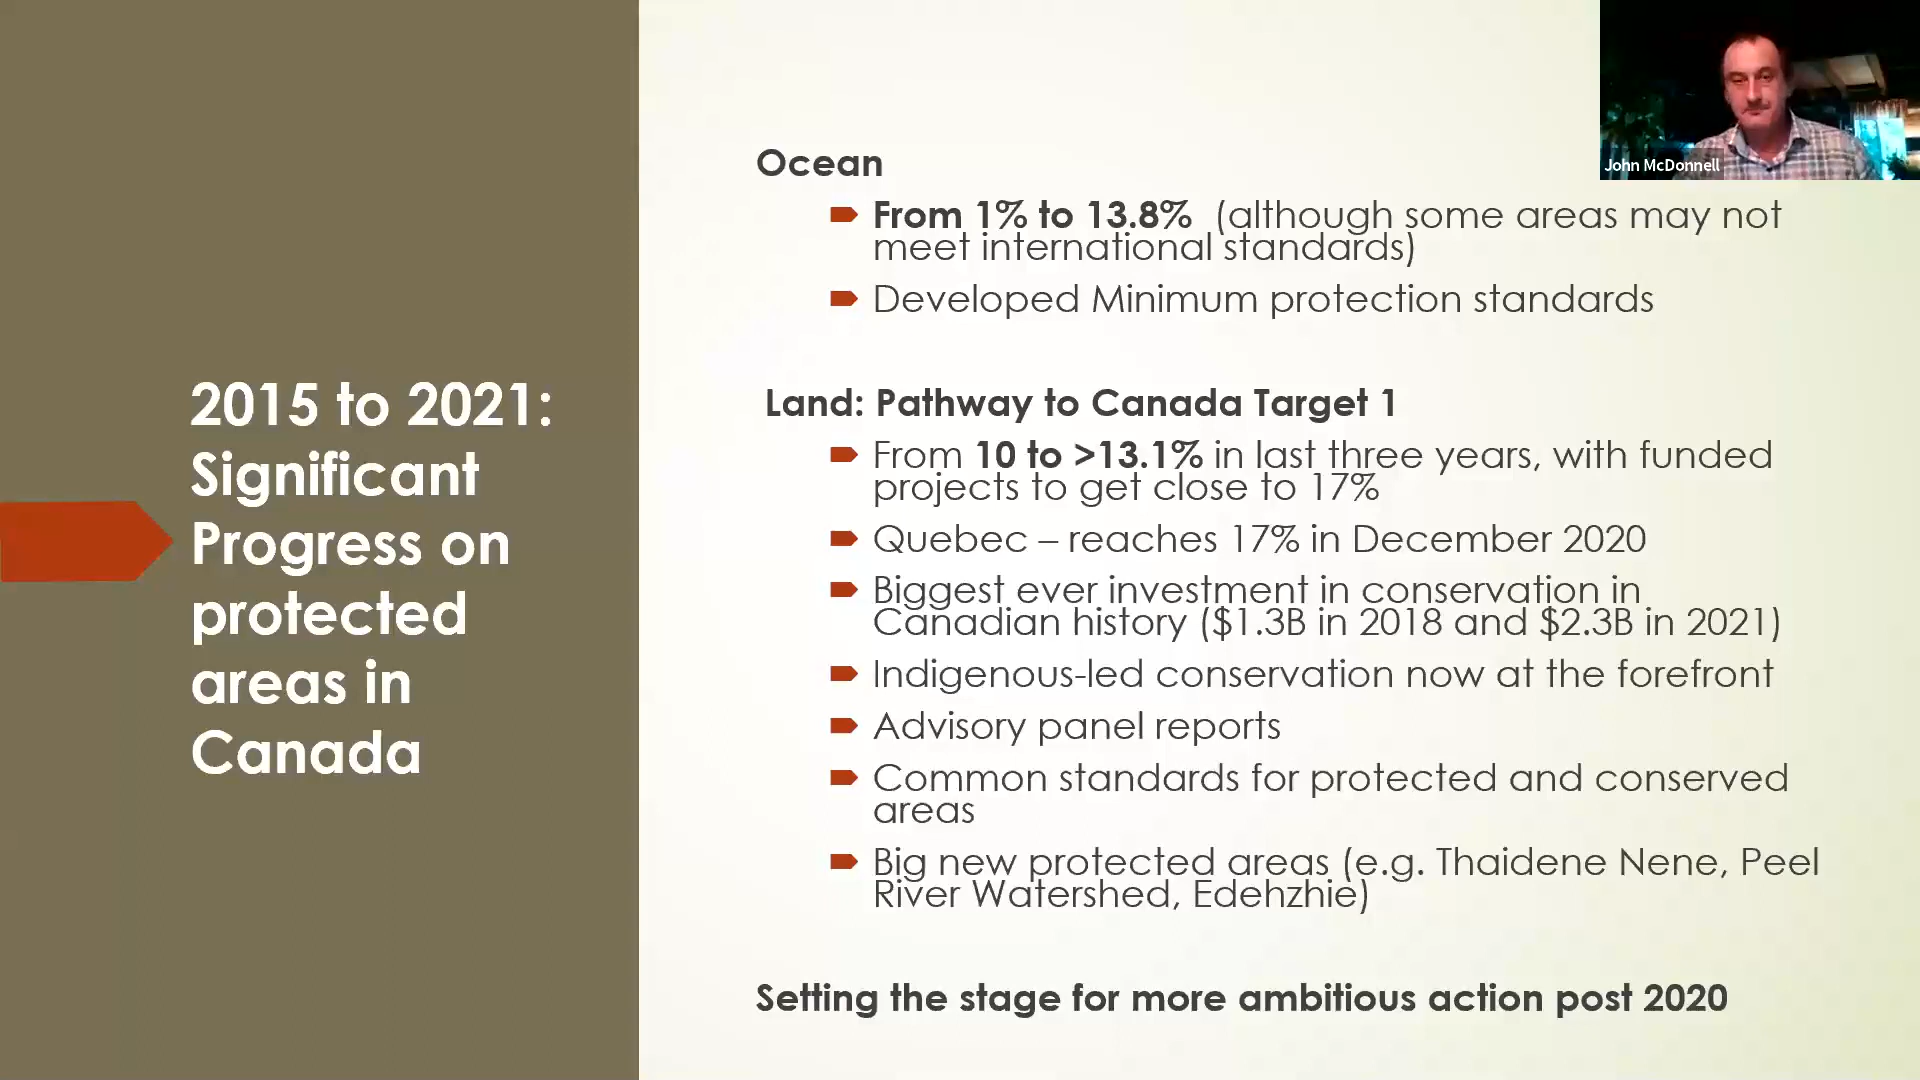 2015 to 2021:
Significant
Progress on
protected
areas in
Canada
John McDonnell
Ocean
From 1% to 13.8% (although some areas may not
meet international standards)
Developed Minimum protection standards
Land: Pathway to Canada Target 1
From 10 to >13.1% in last three years, with funded
projects to get close to 17%
Quebec – reaches 17% in December 2020
Biggest ever investment in conservation in
Canadian history ($1.3B in 2018 and $2.3B in 2021)
Indigenous-led conservation now at the forefront
Advisory panel reports
Common standards for protected and conserved
areas
Big new protected areas (e.g. Thaidene Nene, Peel
River Watershed, Edehzhie)
Setting the stage for more ambitious action post 2020